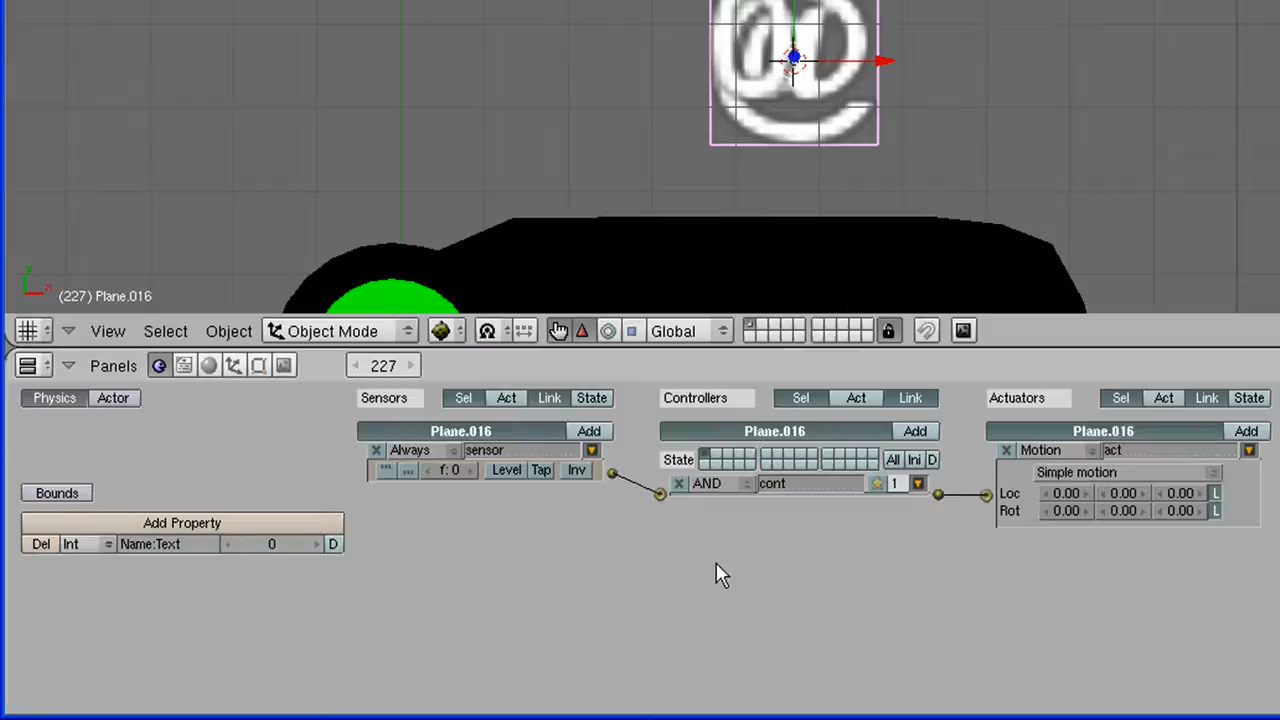 @
y
x
(227) Plane.016
View Select Object Object Mode Global
Panels 227
Physics Actor Sensors Sel Act Link State Controllers Sel Act Link Actuators Sel Act Link State
Plane.016 Add Plane.016 Add Plane.016 Add
X Always sensor State All Ini D X Motion act
f: 0 Level Tap Inv X AND cont 1 Simple motion
Bounds Loc 0.00 0.00 0.00 L
Rot 0.00 0.00 0.00 L
Add Property
Del Int Name:Text 0 D